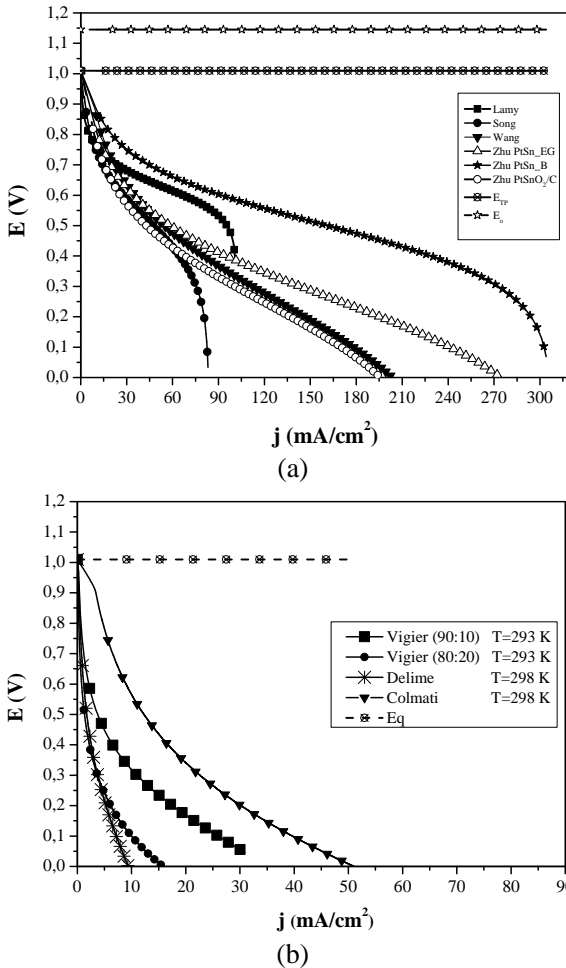 1,2
1,1
1,0
0,9
0,8
0,7
0,6
0,5
0,4
0,3
0,2
0,1
0,0
E (V)
Lamy
Song
Wang
Zhu PtSn_EG
Zhu PtSn_B
Zhu PtSnO₂/C
E_TP
E_o
0 30 60 90 120 150 180 210 240 270 300
j (mA/cm²)
(a)
1,2
1,1
1,0
0,9
0,8
0,7
0,6
0,5
0,4
0,3
0,2
0,1
0,0
E (V)
Vigier (90:10) T=293 K
Vigier (80:20) T=293 K
Delime T=298 K
Colmati T=298 K
Eq
0 10 20 30 40 50 60 70 80 90
j (mA/cm²)
(b)